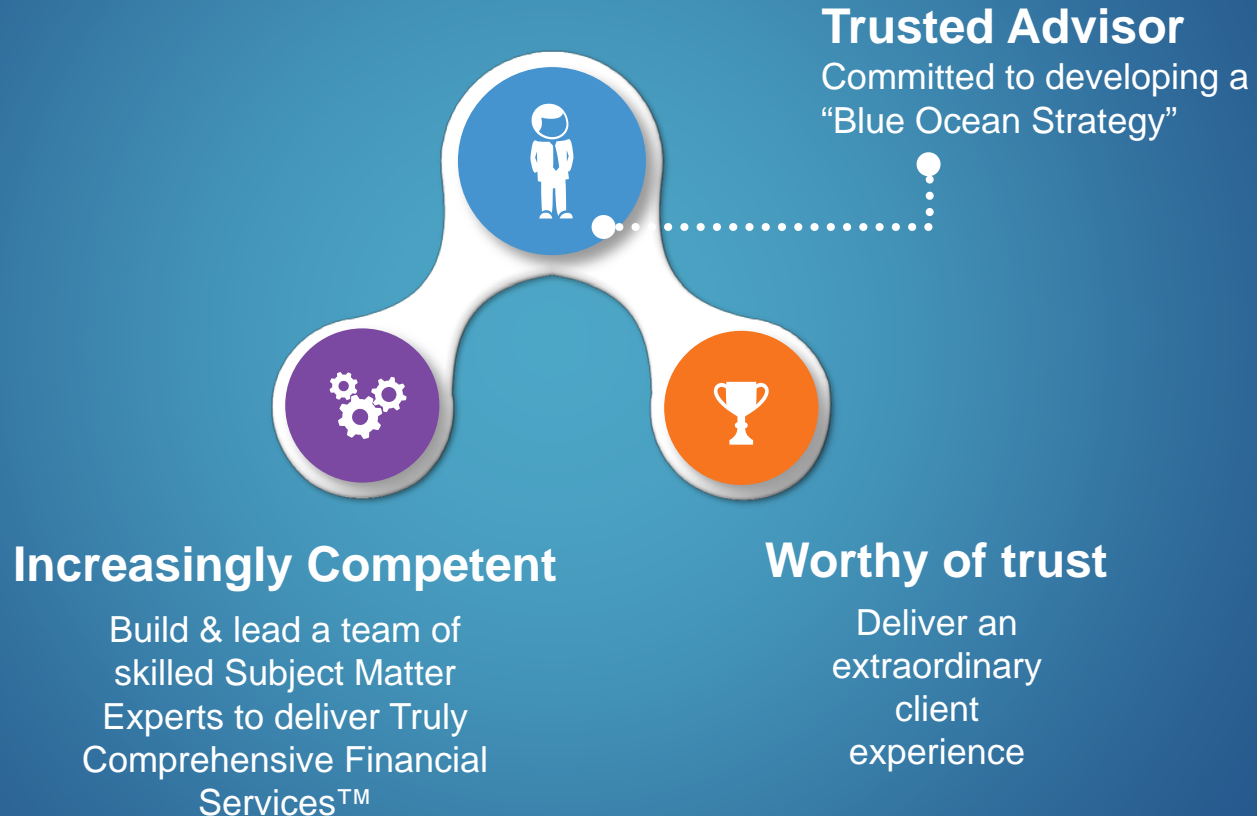 Trusted Advisor
Committed to developing a
“Blue Ocean Strategy”
Increasingly Competent
Build & lead a team of
skilled Subject Matter
Experts to deliver Truly
Comprehensive Financial
Services™
Worthy of trust
Deliver an
extraordinary
client
experience